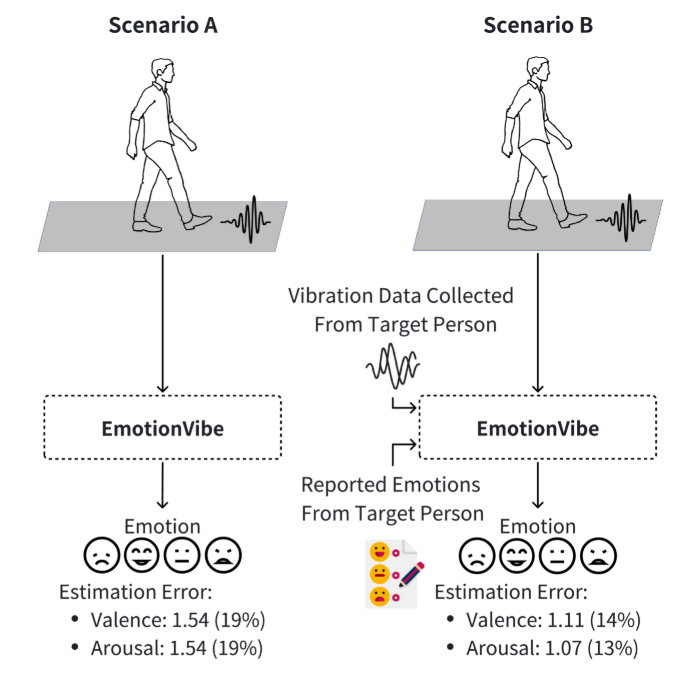 Scenario A
Scenario B
Vibration Data Collected
From Target Person
EmotionVibe
EmotionVibe
Reported Emotions
From Target Person
Emotion
Estimation Error:
• Valence: 1.54 (19%)
• Arousal: 1.54 (19%)
Emotion
Estimation Error:
• Valence: 1.11 (14%)
• Arousal: 1.07 (13%)